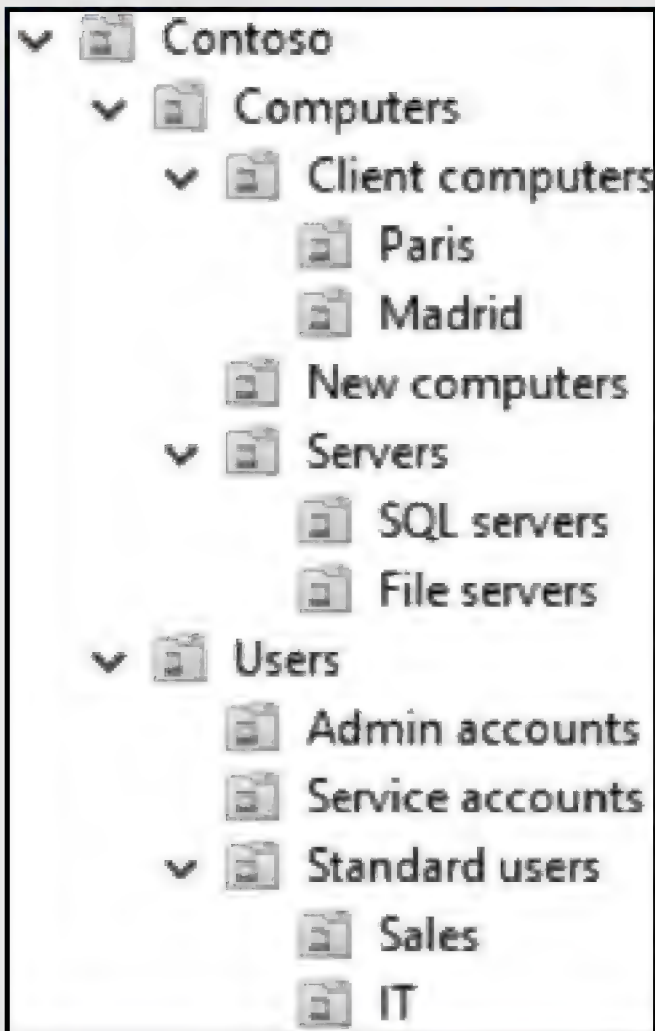 Contoso
Computers
Client computers
Paris
Madrid
New computers
Servers
SQL servers
File servers
Users
Admin accounts
Service accounts
Standard users
Sales
IT